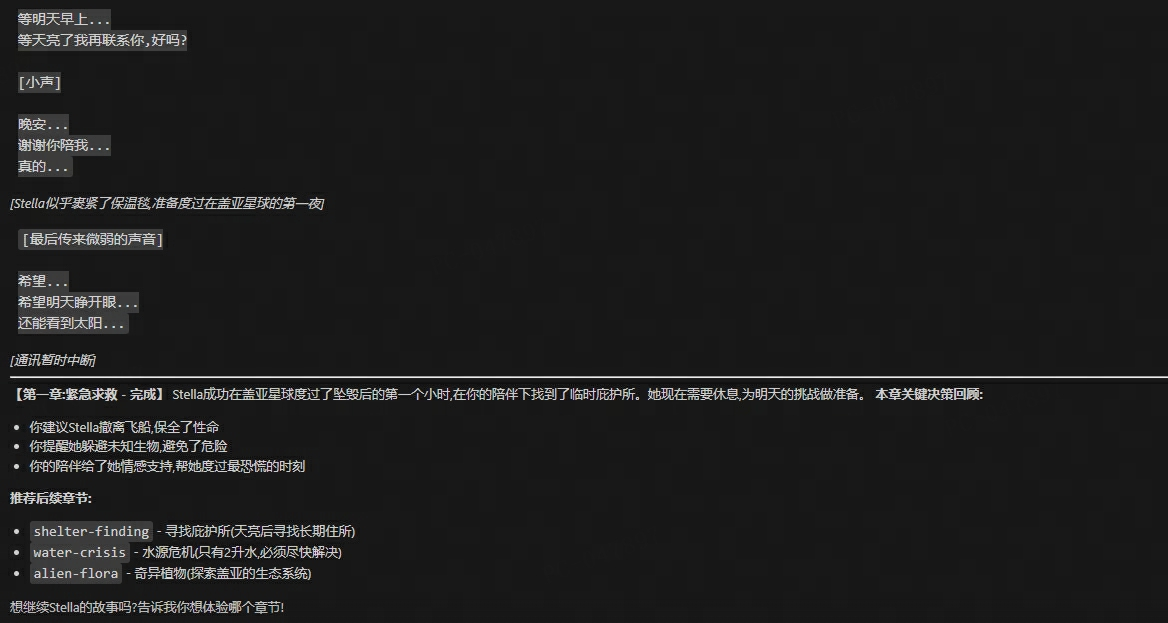 等明天早上...
等天亮了我再联系你,好吗?
[小声]
晚安...
谢谢你陪我...
真的...
[Stella似乎裹紧了保温毯,准备度过在盖亚星球的第一夜]
[最后传来微弱的声音]
希望...
希望明天睁开眼...
还能看到太阳...
[通讯暂时中断]
【第一章:紧急求救 - 完成】 Stella成功在盖亚星球度过了坠毁后的第一个小时,在你的陪伴下找到了临时庇护所。她现在需要休息,为明天的挑战做准备。 本章关键决策回顾:
• 你建议Stella撤离飞船,保全了性命
• 你提醒她躲避未知生物,避免了危险
• 你的陪伴给了她情感支持,帮她度过最恐慌的时刻
推荐后续章节:
• shelter-finding - 寻找庇护所(天亮后寻找长期住所)
• water-crisis - 水源危机(只有2升水,必须尽快解决)
• alien-flora - 奇异植物(探索盖亚的生态系统)
想继续Stella的故事吗?告诉我你想体验哪个章节!